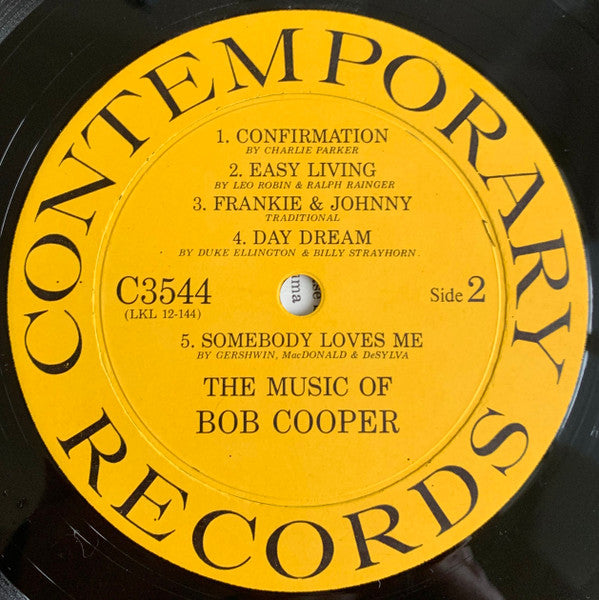 CONTEMPORARY RECORDS
1. CONFIRMATION
BY CHARLIE PARKER
2. EASY LIVING
BY LEO ROBIN & RALPH RAINGER
3. FRANKIE & JOHNNY
TRADITIONAL
4. DAY DREAM
BY DUKE ELLINGTON & BILLY STRAYHORN.
C3544
(LKL 12-144)
Side 2
5. SOMEBODY LOVES ME
BY GERSHWIN, MacDONALD & DeSYLVA
THE MUSIC OF
BOB COOPER